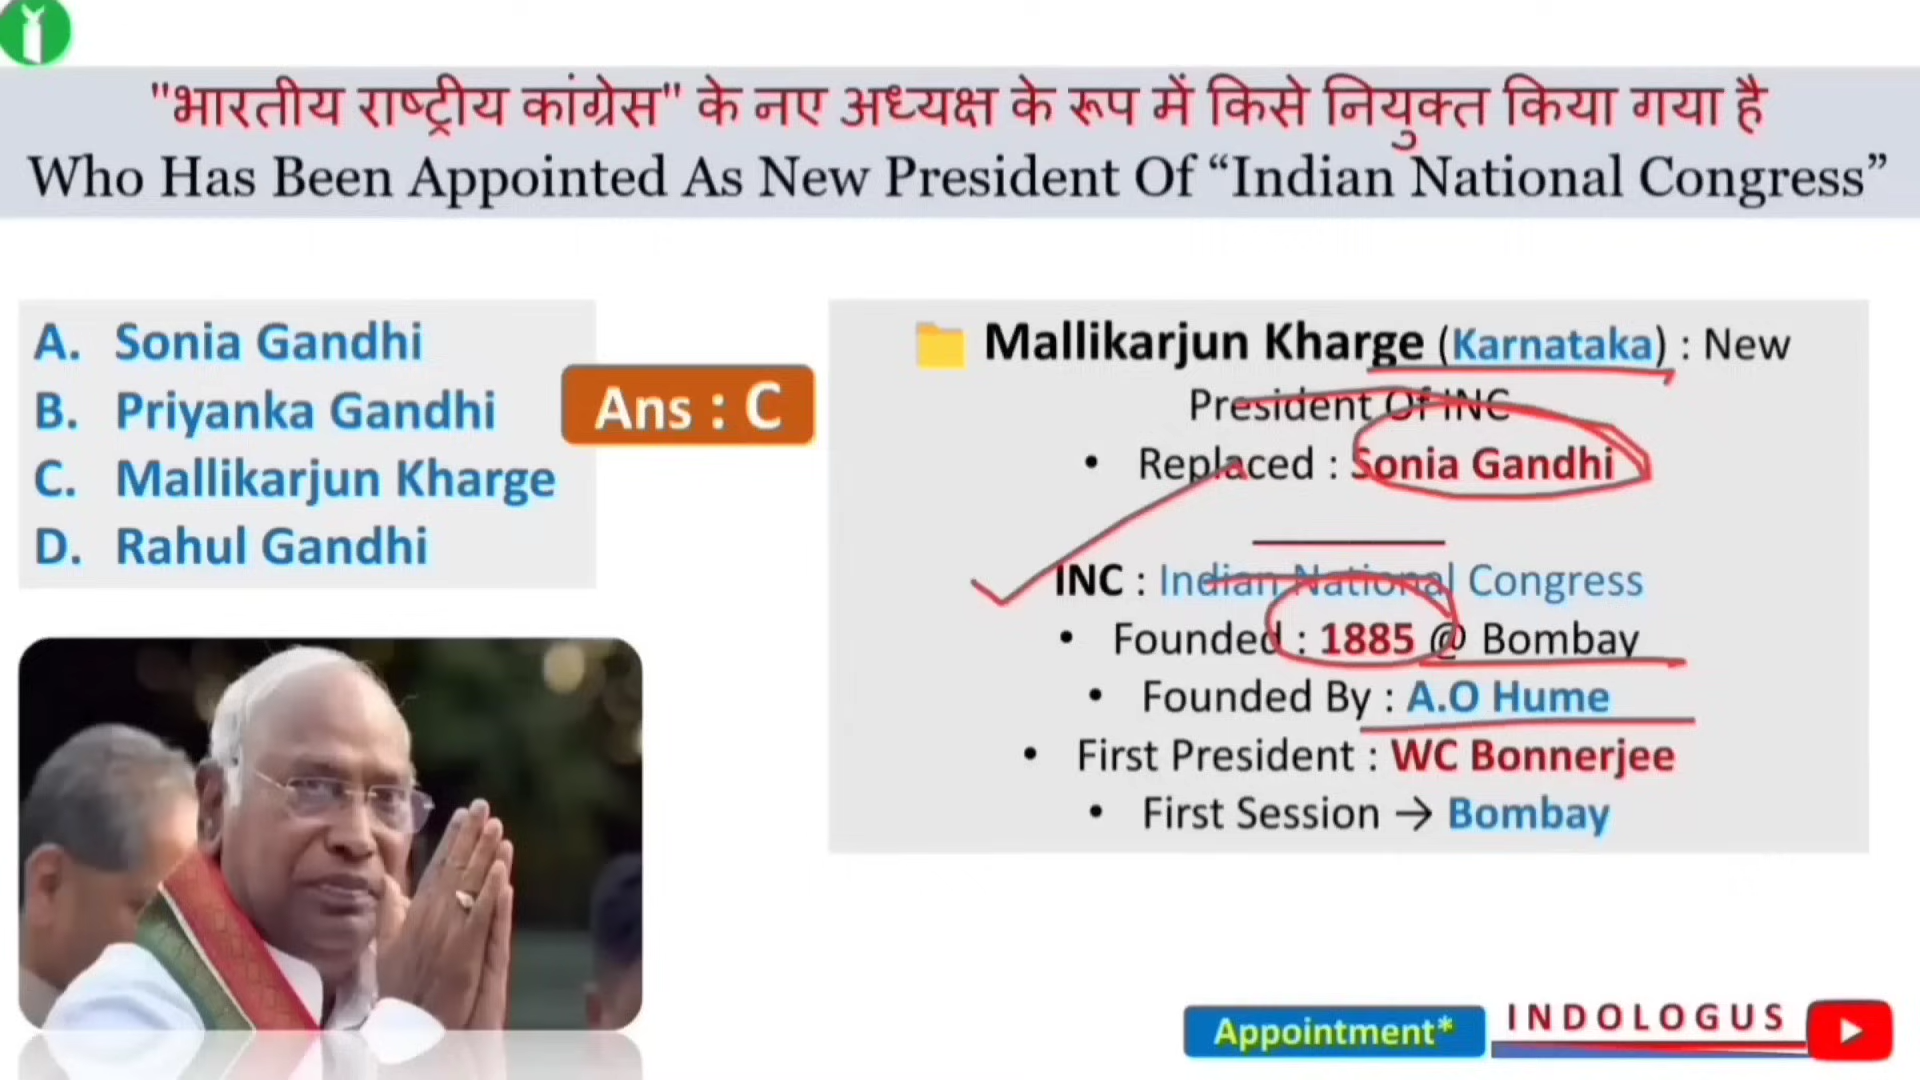 "भारतीय राष्ट्रीय कांग्रेस" के नए अध्यक्ष के रूप में किसे नियुक्त किया गया है
Who Has Been Appointed As New President Of “Indian National Congress”
A. Sonia Gandhi
B. Priyanka Gandhi
C. Mallikarjun Kharge
D. Rahul Gandhi
Ans : C
Mallikarjun Kharge (Karnataka) : New
President Of INC
• Replaced : Sonia Gandhi
INC : Indian National Congress
• Founded : 1885 @ Bombay
• Founded By : A.O Hume
• First President : WC Bonnerjee
• First Session → Bombay
Appointment*
INDOLOGUS